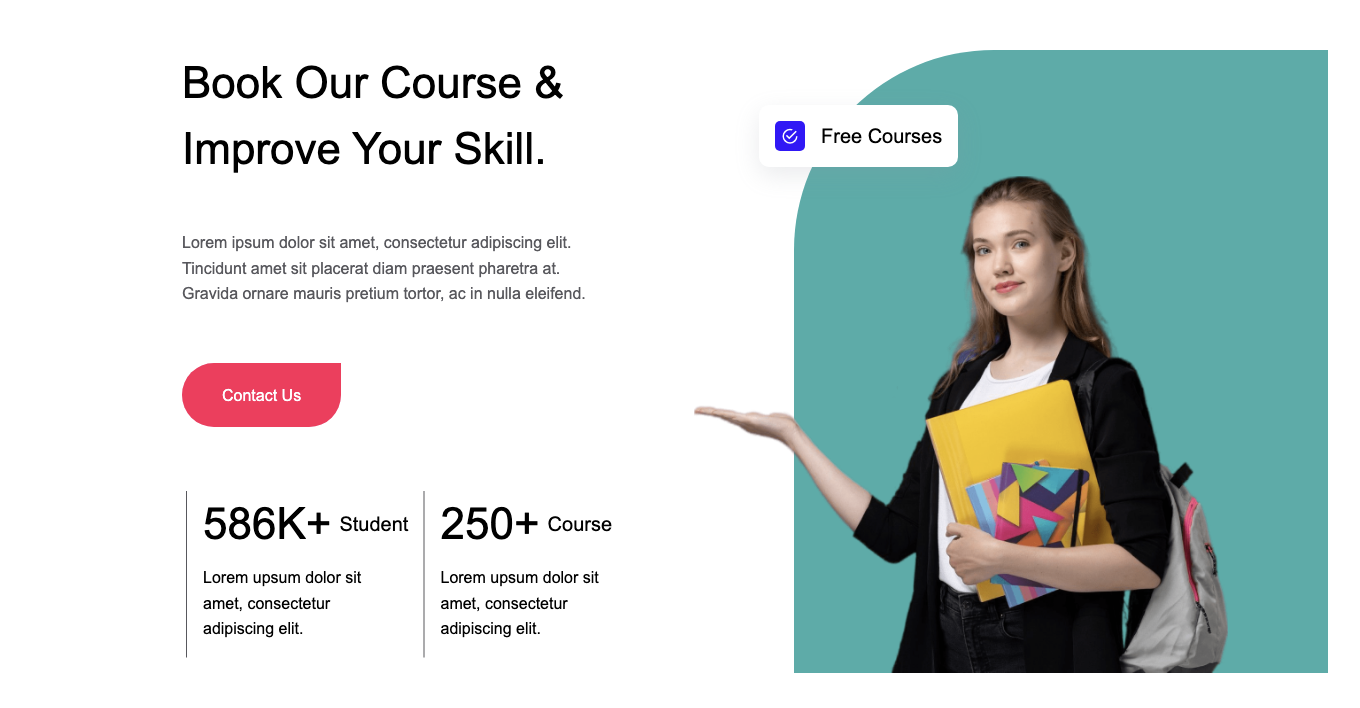 Book Our Course &
Improve Your Skill.
Lorem ipsum dolor sit amet, consectetur adipiscing elit.
Tincidunt amet sit placerat diam praesent pharetra at.
Gravida ornare mauris pretium tortor, ac in nulla eleifend.
Contact Us
586K+ Student
Lorem upsum dolor sit
amet, consectetur
adipiscing elit.
250+ Course
Lorem upsum dolor sit
amet, consectetur
adipiscing elit.
Free Courses